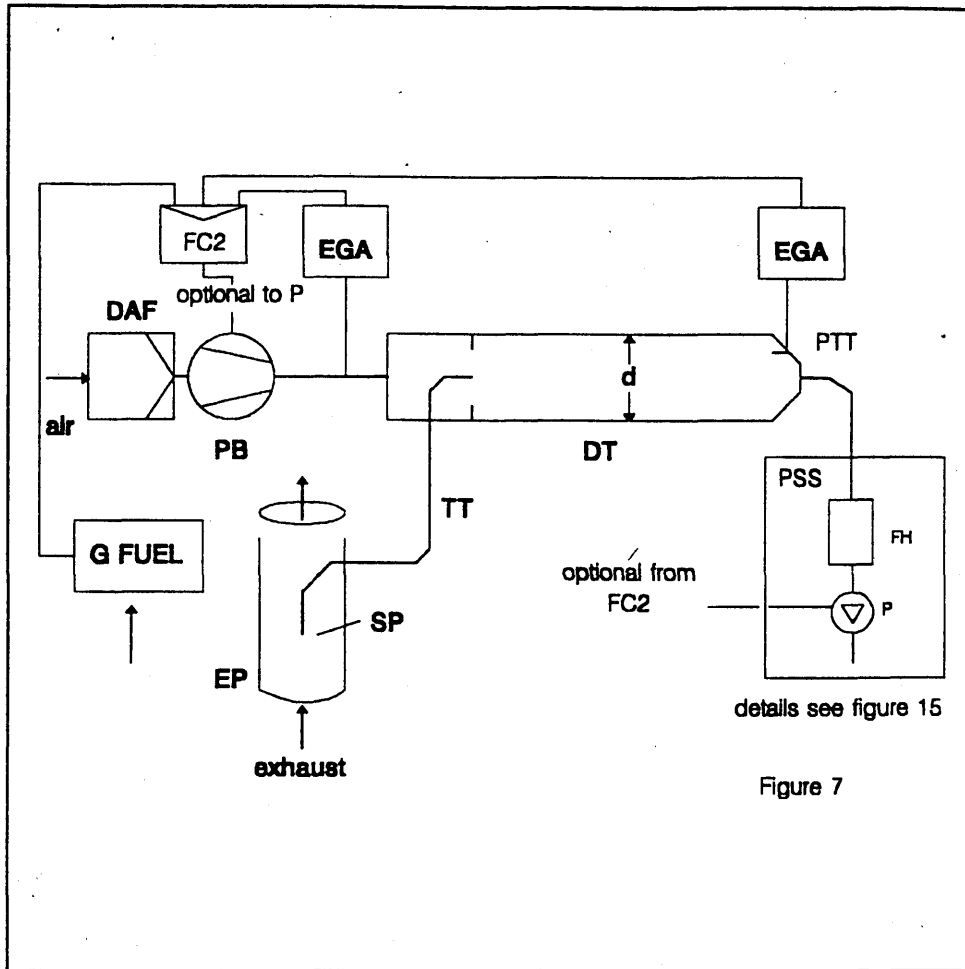 FC2
EGA
EGA
optional to P
DAF
PTT
d
air
PB
DT
PSS
TT
G FUEL
FH
optional from
FC2
P
SP
EP
details see figure 15
exhaust
Figure 7